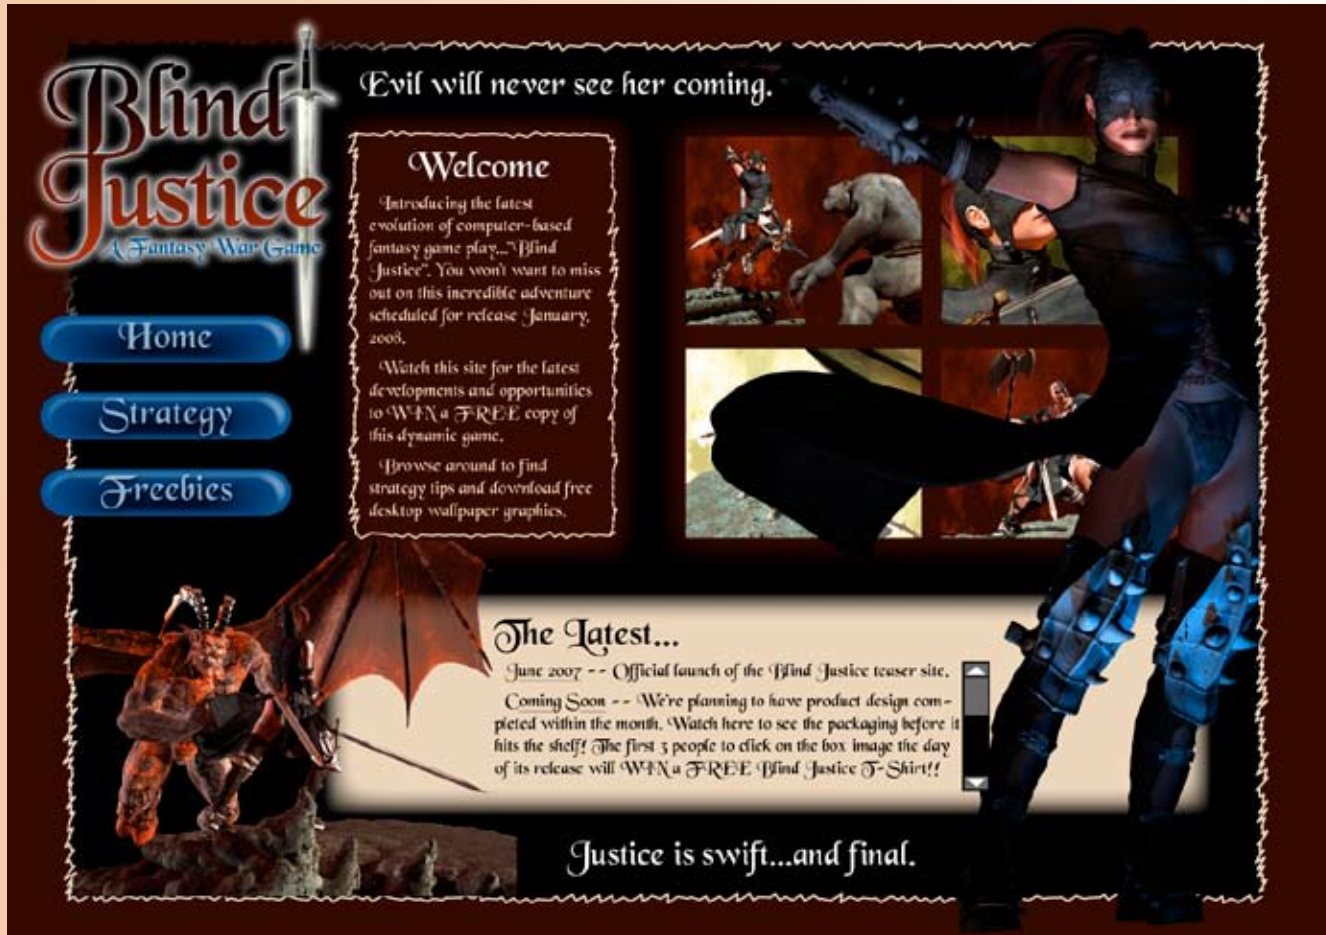 Blind
Justice
A Fantasy War Game
Evil will never see her coming.
Home
Strategy
Freebies
Welcome
Introducing the latest
evolution of computer-based
fantasy game play..."Blind
Justice". You won't want to miss
out on this incredible adventure
scheduled for release January,
2008.
Watch this site for the latest
developments and opportunities
to WIN a FREE copy of
this dynamic game.
Browse around to find
strategy tips and download free
desktop wallpaper graphics.
The Latest...
June 2007 -- Official launch of the Blind Justice teaser site.
Coming Soon -- We're planning to have product design com-
pleted within the month. Watch here to see the packaging before it
hits the shelf! The first 3 people to click on the box image the day
of its release will WIN a FREE Blind Justice T-Shirt!!
Justice is swift...and final.